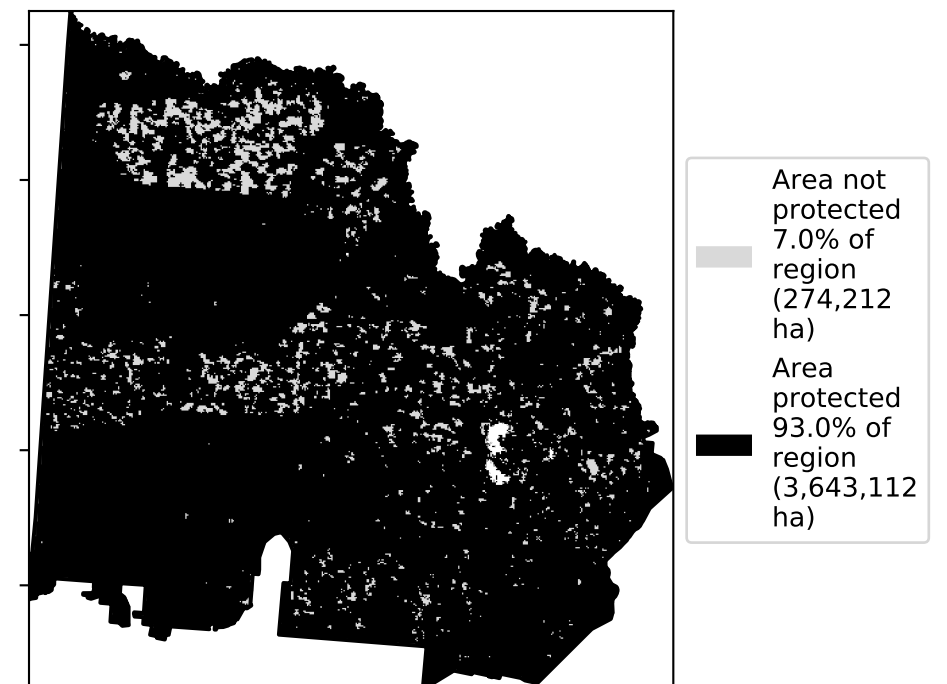 Area not
protected
7.0% of
region
(274,212
ha)
Area
protected
93.0% of
region
(3,643,112
ha)